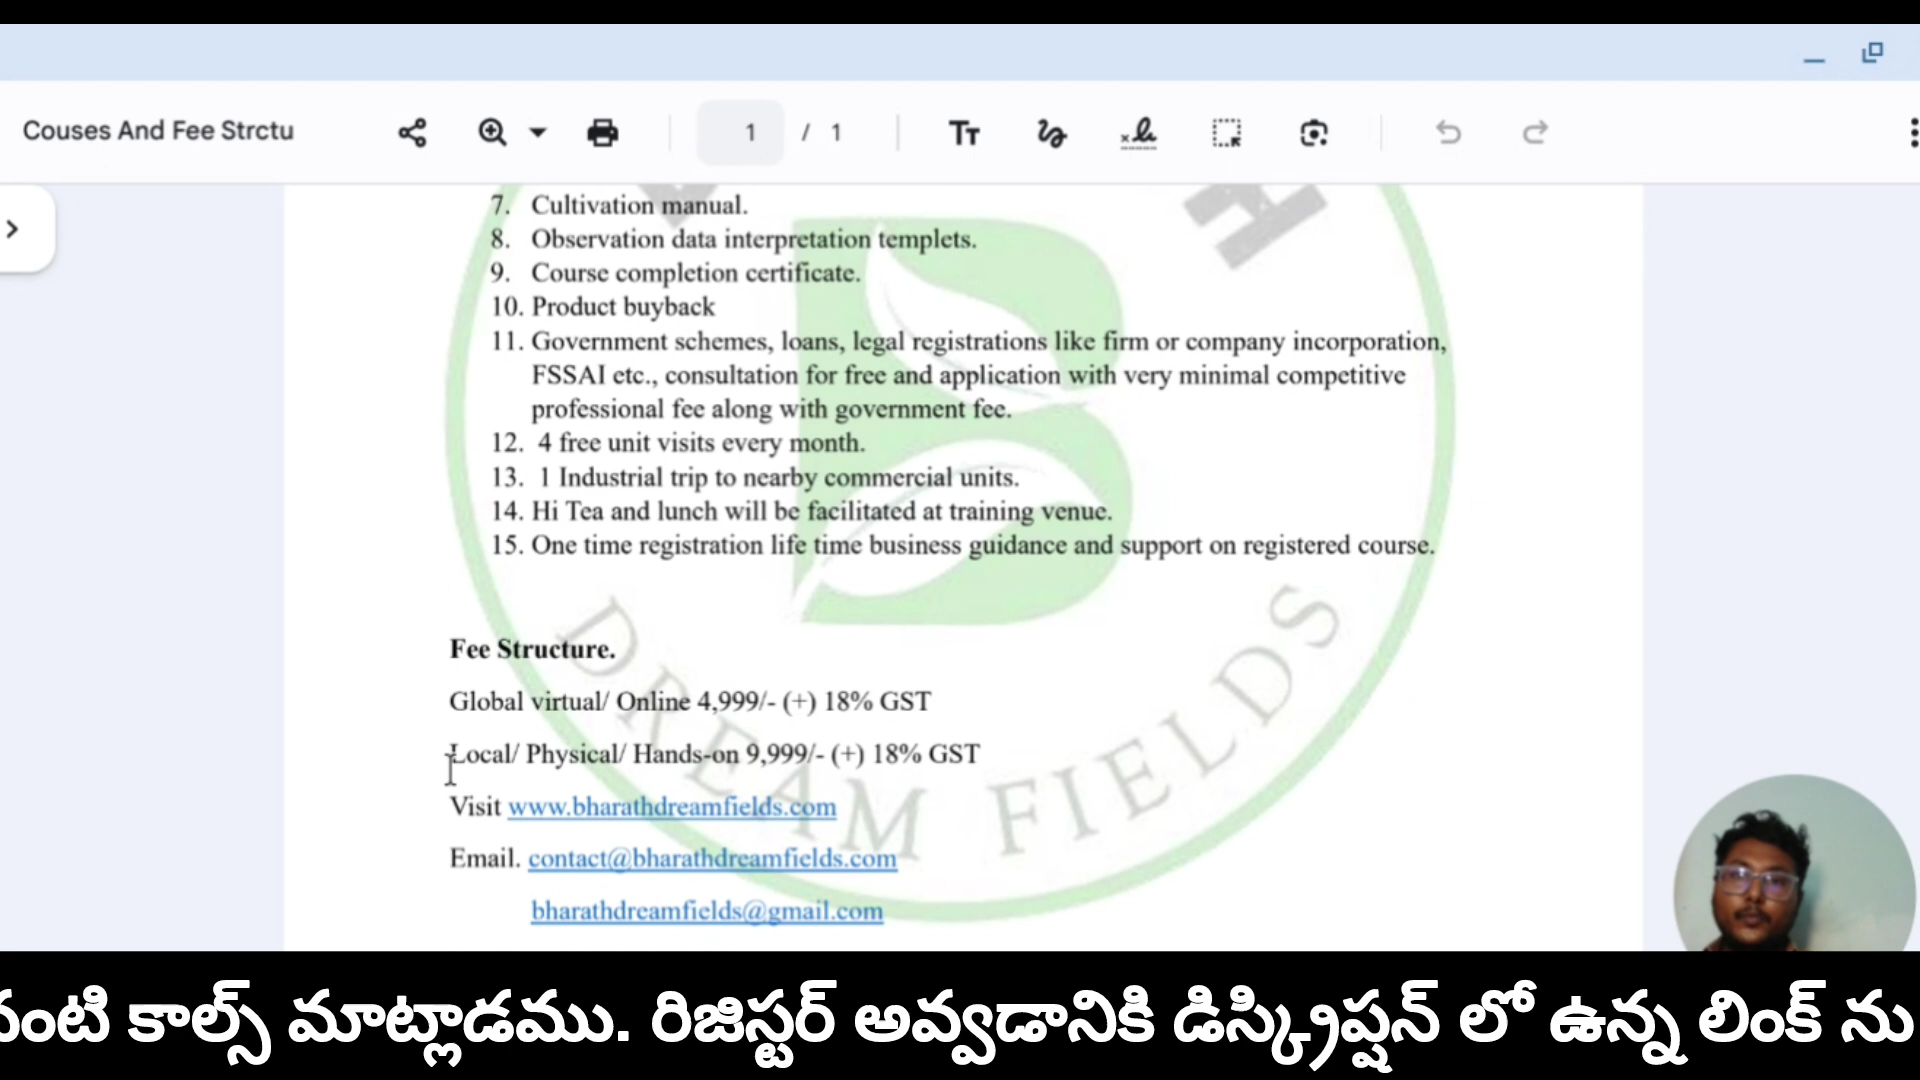 Couses And Fee Strctu
1 / 1
7. Cultivation manual.
8. Observation data interpretation templets.
9. Course completion certificate.
10. Product buyback
11. Government schemes, loans, legal registrations like firm or company incorporation,
FSSAI etc., consultation for free and application with very minimal competitive
professional fee along with government fee.
12. 4 free unit visits every month.
13. 1 Industrial trip to nearby commercial units.
14. Hi Tea and lunch will be facilitated at training venue.
15. One time registration life time business guidance and support on registered course.
Fee Structure.
Global virtual/ Online 4,999/- (+) 18% GST
Local/ Physical/ Hands-on 9,999/- (+) 18% GST
Visit www.bharathdreamfields.com
Email. contact@bharathdreamfields.com
bharathdreamfields@gmail.com
DREAM FIELDS
కాల్స్ మాట్లాడము. రిజిస్టర్ అవ్వడానికి డిస్క్రిప్షన్ లో ఉన్న లింక్ ను